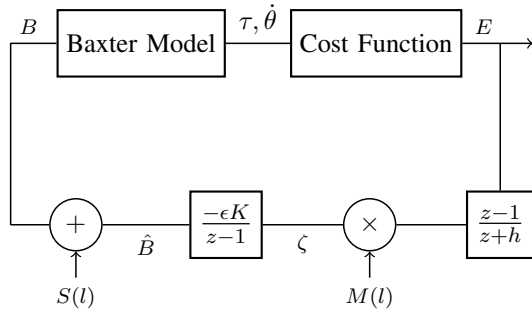 B
Baxter Model
τ, θ̇
Cost Function
E
+
B̂
−ϵK
z−1
ζ
×
z−1
z+h
S(l)
M(l)